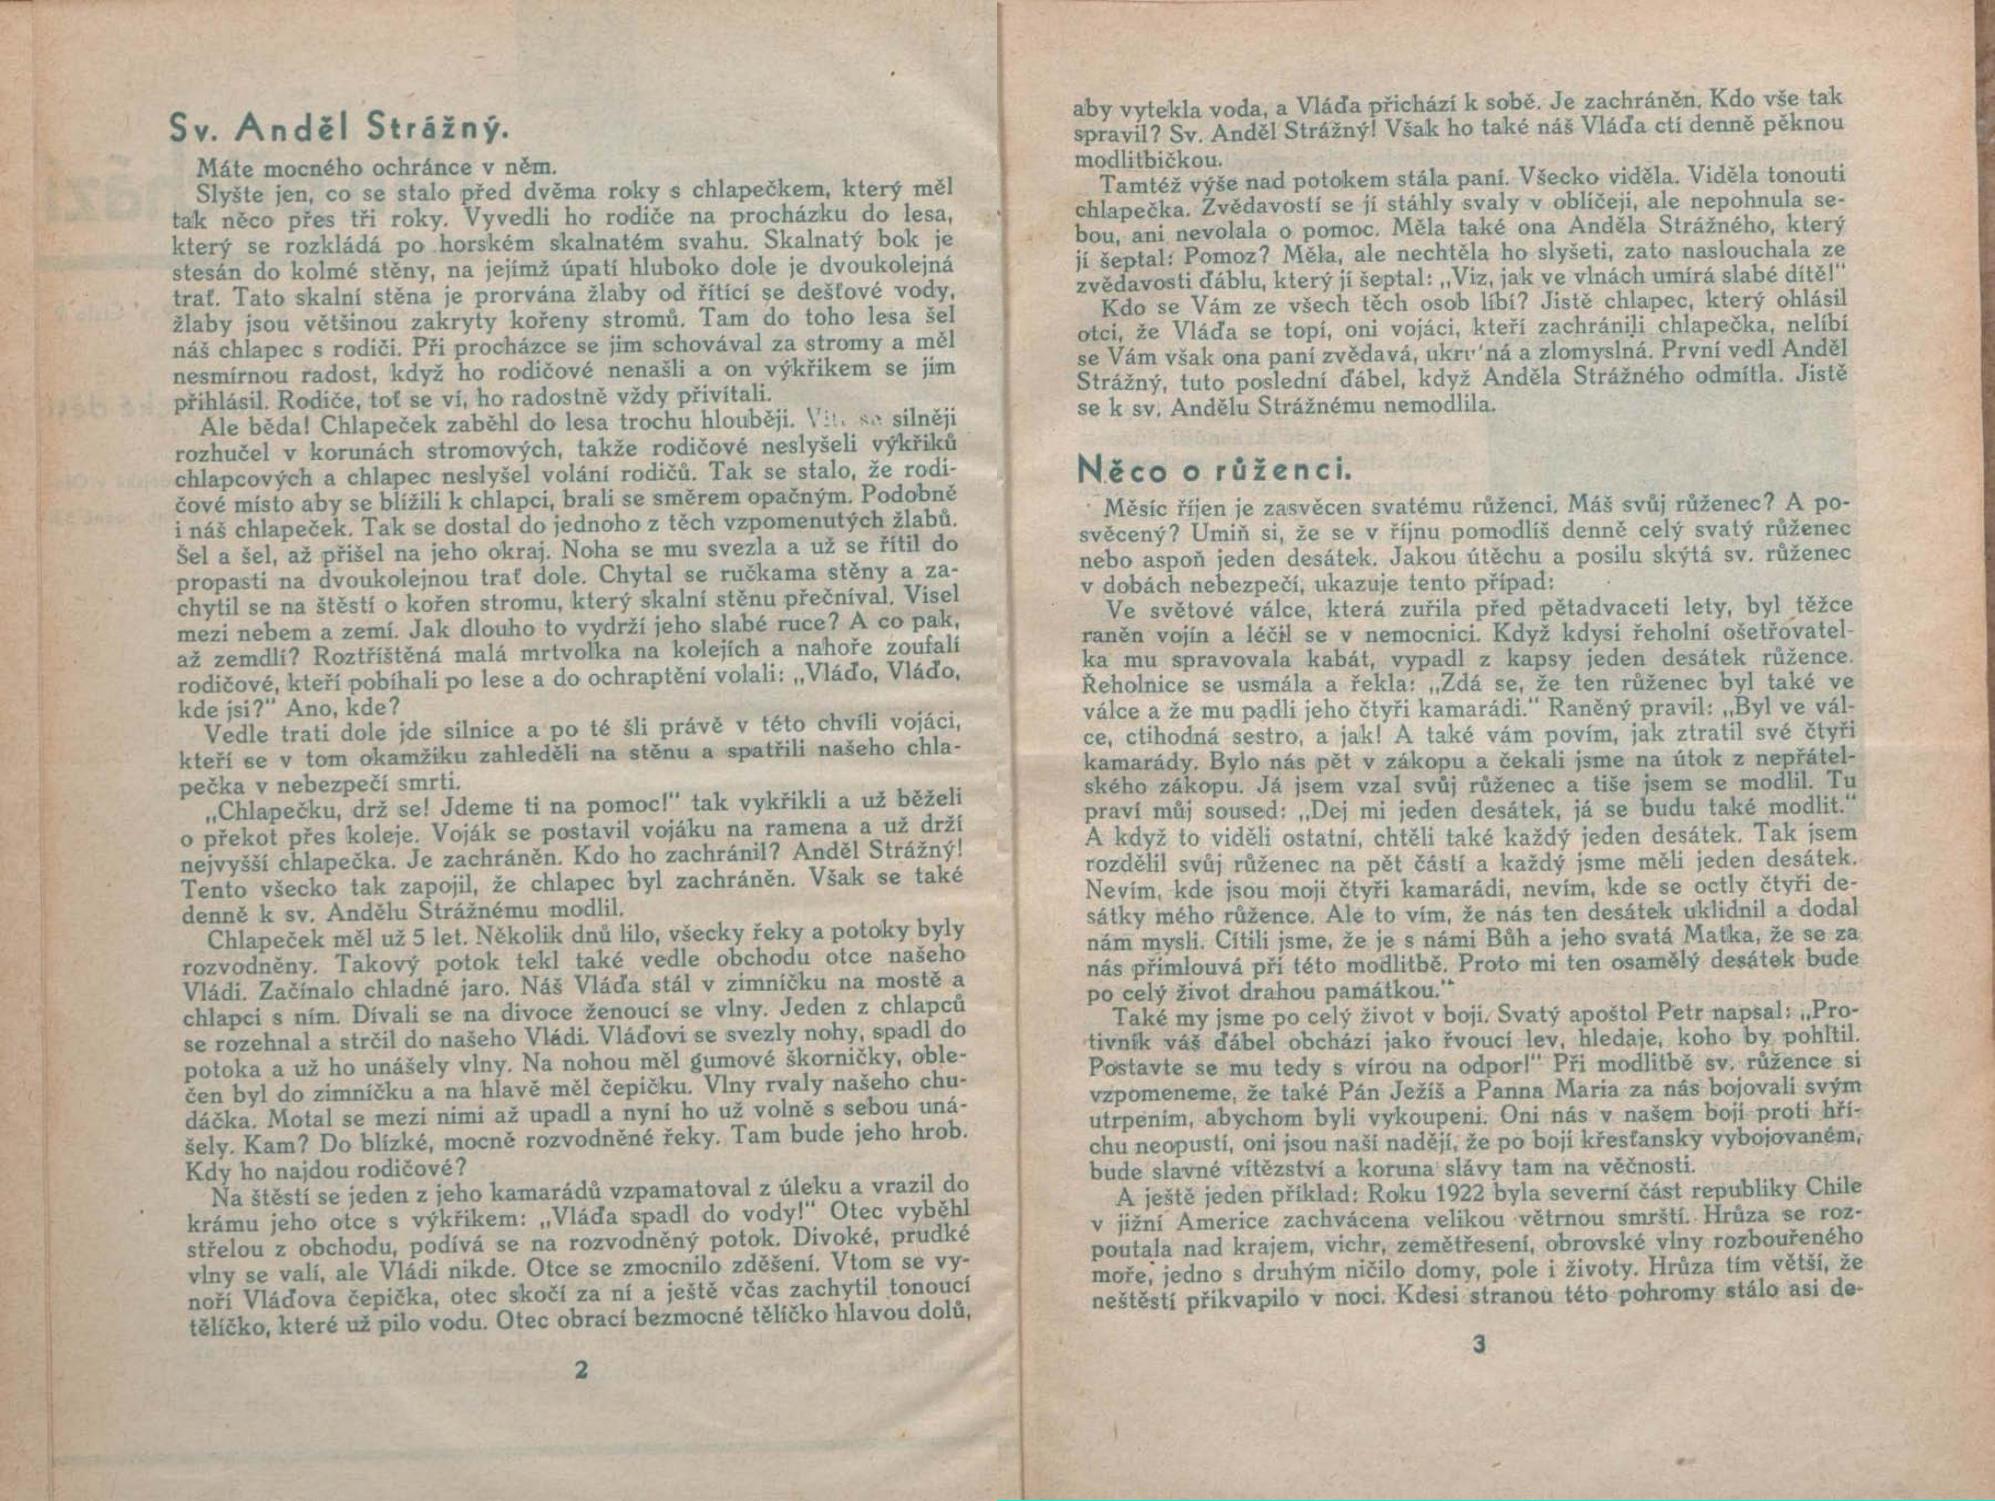 Sv. Anděl Strážný.
Máte mocného ochránce v něm.
Slyšte jen, co se stalo před dvěma roky s chlapečkem, který měl
tak něco přes tři roky. Vyvedli ho rodiče na procházku do lesa,
který se rozkládá po horském skalnatém svahu. Skalnatý bok je
stesán do kolmé stěny, na jejímž úpatí hluboko dole je dvoukolejná
trať. Tato skalní stěna je prorvána žlaby od řítící se dešťové vody,
žlaby jsou většinou zakryty kořeny stromů. Tam do toho lesa šel
náš chlapec s rodiči. Při procházce se jim schovával za stromy a měl
nesmírnou radost, když ho rodičové nenašli a on výkřikem se jim
přihlásil. Rodiče, toť se ví, ho radostně vždy přivítali.
Ale běda! Chlapeček zaběhl do lesa trochu hlouběji. silněji
rozhučel v korunách stromových, takže rodičové neslyšeli výkřiků
chlapcových a chlapec neslyšel volání rodičů. Tak se stalo, že rodi-
čové místo aby se blížili k chlapci, brali se směrem opačným. Podobně
i náš chlapeček. Tak se dostal do jednoho z těch vzpomenutých žlabů.
Šel a šel, až přišel na jeho okraj. Noha se mu svezla a už se řítil do
propasti na dvoukolejnou trať dole. Chytal se ručkama stěny a za-
chytil se na štěstí o kořen stromu, který skalní stěnu přečníval. Visel
mezi nebem a zemí. Jak dlouho to vydrží jeho slabé ruce? A co pak,
až zemdlí? Roztříštěná malá mrtvolka na kolejích a nahoře zoufalí
rodičové, kteří pobíhali po lese a do ochraptění volali: „Vláďo, Vláďo,
kde jsi?" Ano, kde?
Vedle trati dole jde silnice a po té šli právě v této chvíli vojáci,
kteří se v tom okamžiku zahleděli na stěnu a spatřili našeho chla-
pečka v nebezpečí smrti.
„Chlapečku, drž se! Jdeme ti na pomoc!" tak vykřikli a už běželi
o překot přes koleje. Voják se postavil vojáku na ramena a už drží
nejvyšší chlapečka. Je zachráněn. Kdo ho zachránil? Anděl Strážný!
Tento všecko tak zapojil, že chlapec byl zachráněn. Však se také
denně k sv. Andělu Strážnému modlil.
Chlapeček měl už 5 let. Několik dnů lilo, všecky řeky a potoky byly
rozvodněny. Takový potok tekl také vedle obchodu otce našeho
Vládi. Začínalo chladné jaro. Náš Vláďa stál v zimníčku na mostě a
chlapci s ním. Dívali se na divoce ženoucí se vlny. Jeden z chlapců
se rozehnal a strčil do našeho Vládi. Vláďovi se svezly nohy, spadl do
potoka a už ho unášely vlny. Na nohou měl gumové škorničky, oble-
čen byl do zimníčku a na hlavě měl čepičku. Vlny rvaly našeho chu-
dáčka. Motal se mezi nimi až upadl a nyní ho už volně s sebou uná-
šely. Kam? Do blízké, mocně rozvodněné řeky. Tam bude jeho hrob.
Kdy ho najdou rodičové?
Na štěstí se jeden z jeho kamarádů vzpamatoval z úleku a vrazil do
krámu jeho otce s výkřikem: „Vláďa spadl do vody!" Otec vyběhl
střelou z obchodu, podívá se na rozvodněný potok. Divoké, prudké
vlny se valí, ale Vládi nikde. Otce se zmocnilo zděšení. Vtom se vy-
noří Vláďova čepička, otec skočí za ní a ještě včas zachytil tonoucí
tělíčko, které už pilo vodu. Otec obrací bezmocné tělíčko hlavou dolů,
2
aby vytekla voda, a Vláďa přichází k sobě. Je zachráněn. Kdo vše tak
spravil? Sv. Anděl Strážný! Však ho také náš Vláďa ctí denně pěknou
modlitbičkou.
Tamtéž výše nad potokem stála paní. Všecko viděla. Viděla tonouti
chlapečka. Zvědavostí se jí stáhly svaly v obličeji, ale nepohnula se-
bou, ani nevolala o pomoc. Měla také ona Anděla Strážného, který
jí šeptal: Pomoz? Měla, ale nechtěla ho slyšeti, zato naslouchala ze
zvědavosti ďáblu, který jí šeptal: „Viz, jak ve vlnách umírá slabé dítě!"
Kdo se Vám ze všech těch osob líbí? Jistě chlapec, který ohlásil
otci, že Vláďa se topí, oni vojáci, kteří zachránili chlapečka, nelíbí
se Vám však ona paní zvědavá, a zlomyslná. První vedl Anděl
Strážný, tuto poslední ďábel, když Anděla Strážného odmítla. Jistě
se k sv. Andělu Strážnému nemodlila.
Něco o růženci.
Měsíc říjen je zasvěcen svatému růženci. Máš svůj růženec? A po-
svěcený? Umiň si, že se v říjnu pomodlíš denně celý svatý růženec
nebo aspoň jeden desátek. Jakou útěchu a posilu skýtá sv. růženec
v dobách nebezpečí, ukazuje tento případ:
Ve světové válce, která zuřila před pětadvaceti lety, byl těžce
raněn vojín a léčil se v nemocnici. Když kdysi řeholní ošetřovatel-
ka mu spravovala kabát, vypadl z kapsy jeden desátek růžence.
Řeholnice se usmála a řekla: „Zdá se, že ten růženec byl také ve
válce a že mu padli jeho čtyři kamarádi." Raněný pravil: „Byl ve vál-
ce, ctihodná sestro, a jak! A také vám povím, jak ztratil své čtyři
kamarády. Bylo nás pět v zákopu a čekali jsme na útok z nepřátel-
ského zákopu. Já jsem vzal svůj růženec a tiše jsem se modlil. Tu
praví můj soused: „Dej mi jeden desátek, já se budu také modlit."
A když to viděli ostatní, chtěli také každý jeden desátek. Tak jsem
rozdělil svůj růženec na pět částí a každý jsme měli jeden desátek.
Nevím, kde jsou moji čtyři kamarádi, nevím, kde se octly čtyři de-
sátky mého růžence. Ale to vím, že nás ten desátek uklidnil a dodal
nám mysli. Cítili jsme, že je s námi Bůh a jeho svatá Matka, že se za
nás přimlouvá při této modlitbě. Proto mi ten osamělý desátek bude
po celý život drahou památkou."
Také my jsme po celý život v boji. Svatý apoštol Petr napsal: „Pro-
tivník váš ďábel obchází jako řvoucí lev, hledaje, koho by pohltil.
Postavte se mu tedy s vírou na odpor!" Při modlitbě sv. růžence si
vzpomeneme, že také Pán Ježíš a Panna Maria za nás bojovali svým
utrpením, abychom byli vykoupeni. Oni nás v našem boji proti hří-
chu neopustí, oni jsou naší nadějí, že po boji křesťansky vybojovaném,
bude slavné vítězství a koruna slávy tam na věčnosti.
A ještě jeden příklad: Roku 1922 byla severní část republiky Chile
v jižní Americe zachvácena velikou větrnou smrští. Hrůza se roz-
poutala nad krajem, vichr, zemětřesení, obrovské vlny rozbouřeného
moře, jedno s druhým ničilo domy, pole i životy. Hrůza tím větší, že
neštěstí přikvapilo v noci. Kdesi stranou této pohromy stálo asi de-
3